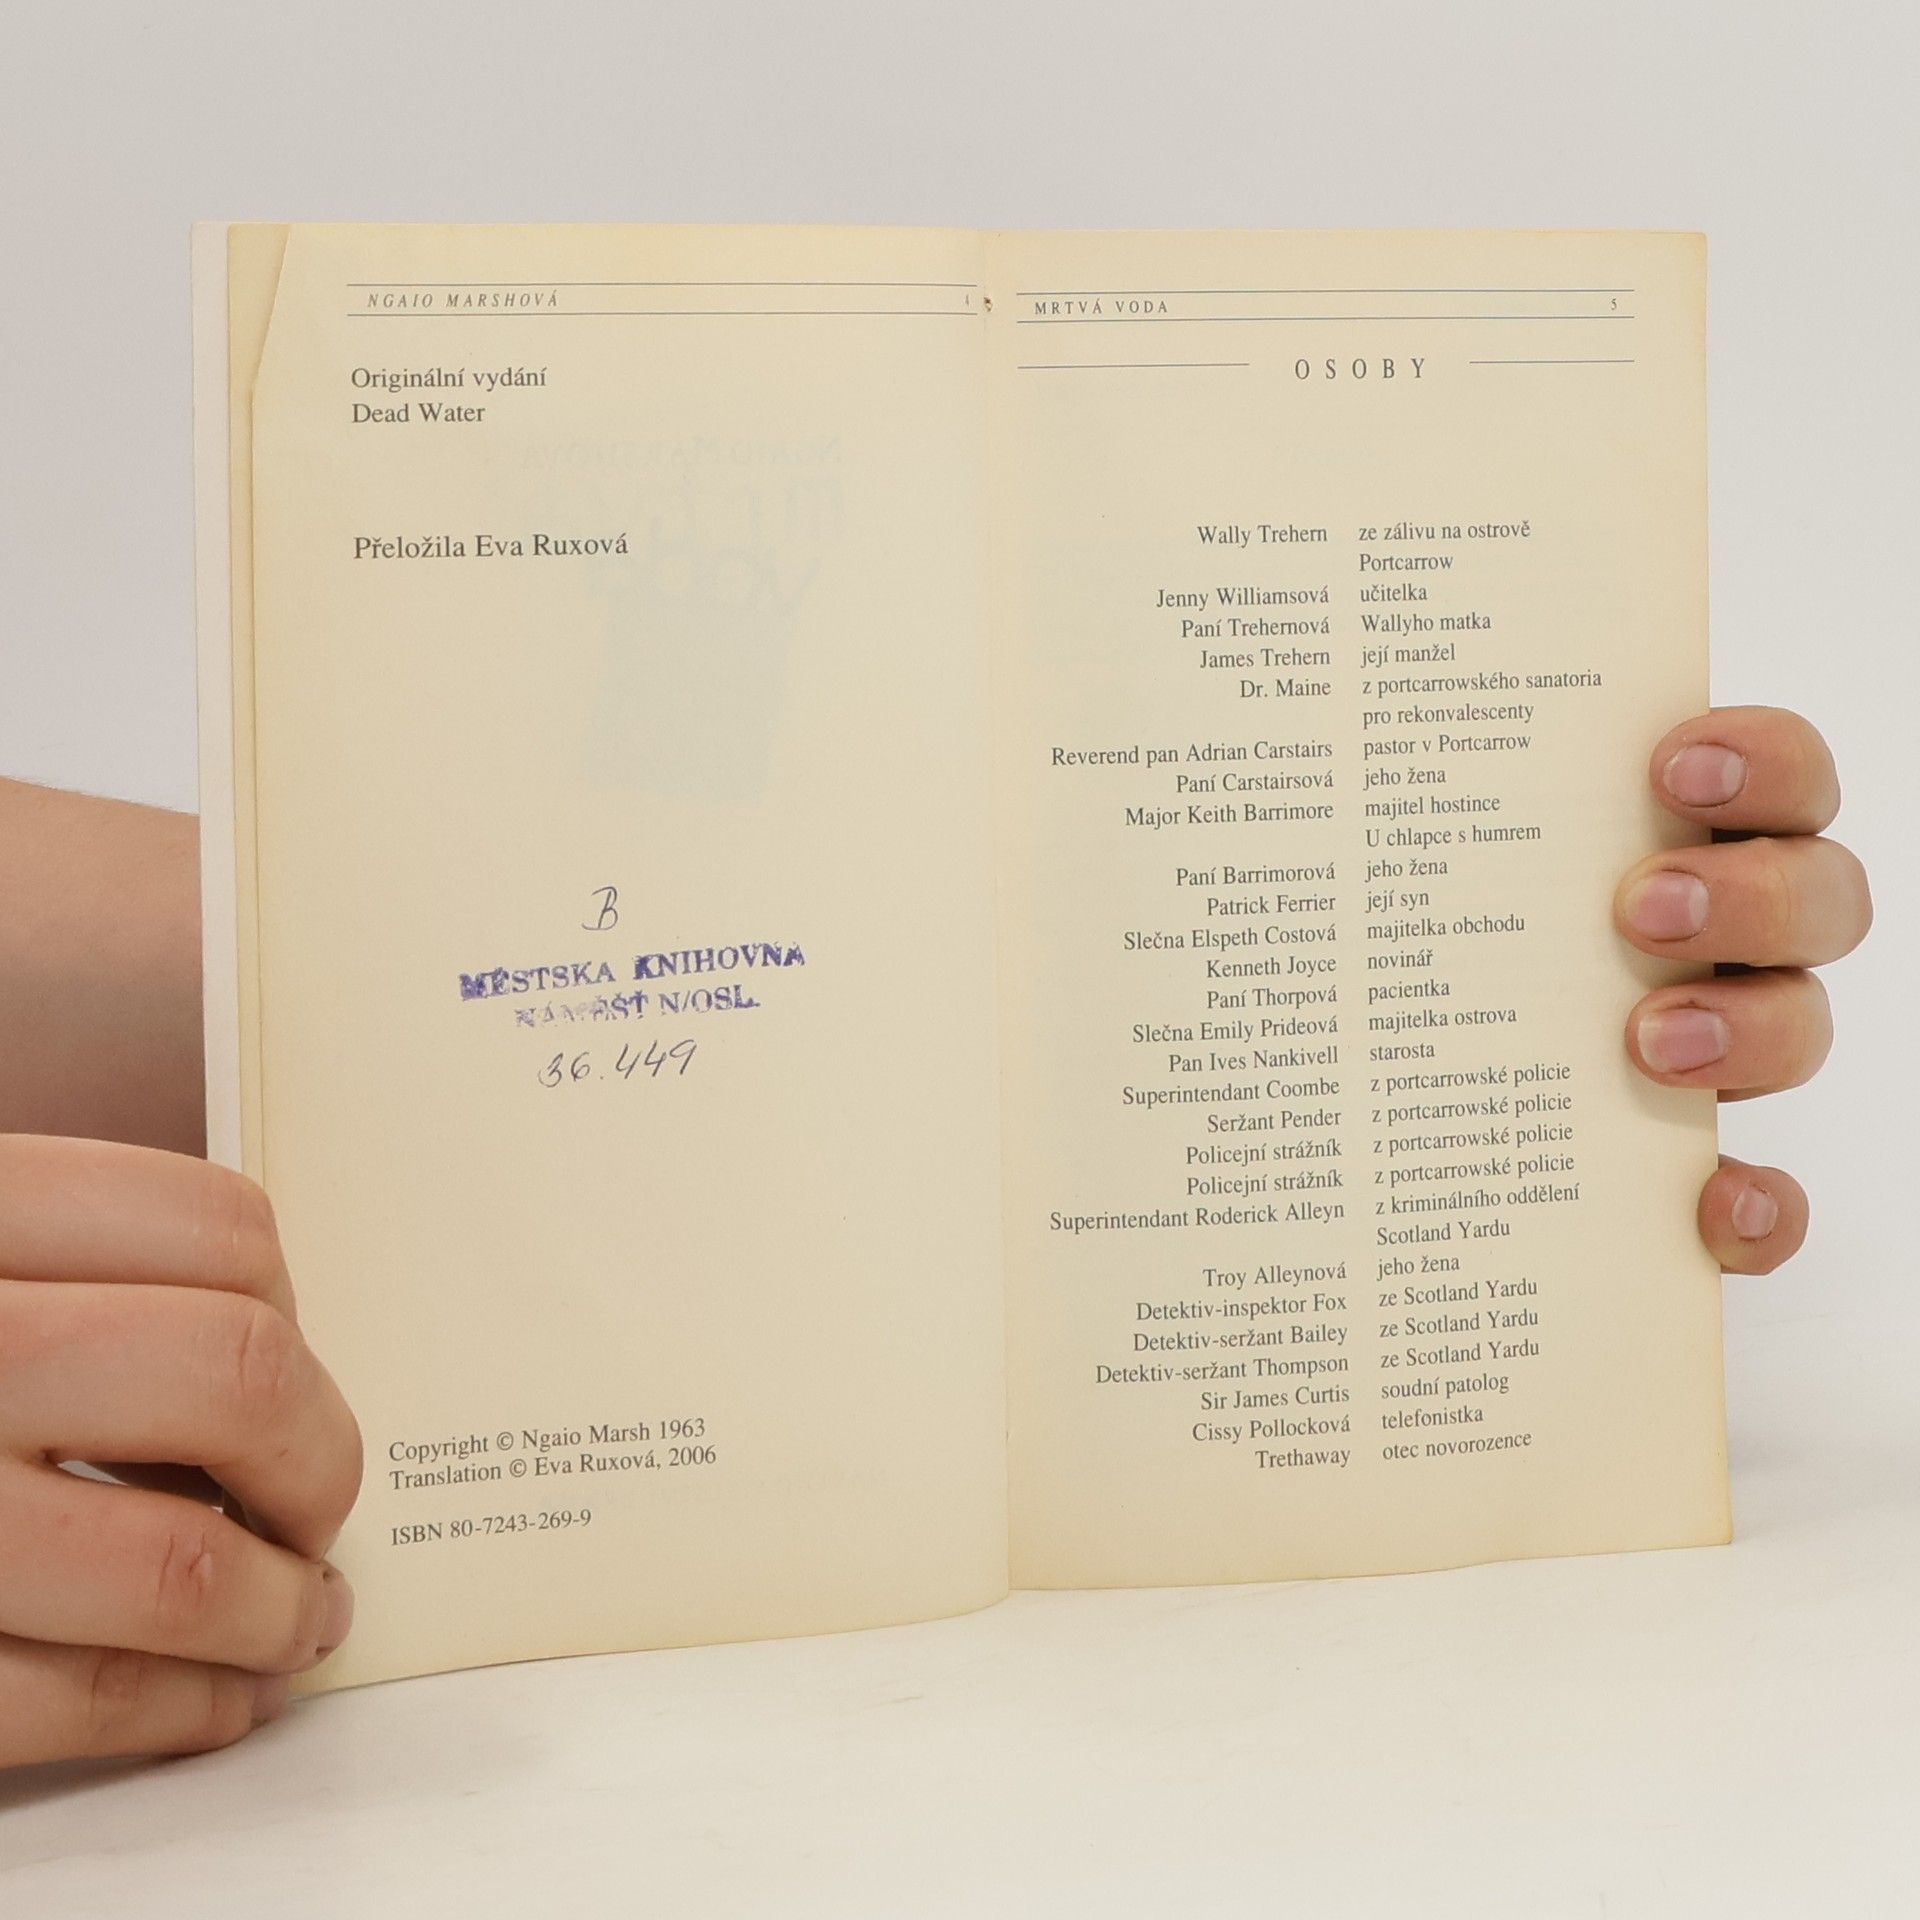 NGAIO MARSHOVÁ 4
Originální vydání
Dead Water
Přeložila Eva Ruxová
B
MĚSTSKA KNIHOVNA
NÁMĚŠŤ N/OSL.
36.449
Copyright © Ngaio Marsh 1963
Translation © Eva Ruxová, 2006
ISBN 80-7243-269-9
MRTVÁ VODA 5
OSOBY
Wally Trehern ze zálivu na ostrově
Portcarrow
Jenny Williamsová učitelka
Paní Trehernová Wallyho matka
James Trehern její manžel
Dr. Maine z portcarrowského sanatoria
pro rekonvalescenty
Reverend pan Adrian Carstairs pastor v Portcarrow
Paní Carstairsová jeho žena
Major Keith Barrimore majitel hostince
U chlapce s humrem
Paní Barrimorová jeho žena
Patrick Ferrier její syn
Slečna Elspeth Costová majitelka obchodu
Kenneth Joyce novinář
Paní Thorpová pacientka
Slečna Emily Prideová majitelka ostrova
Pan Ives Nankivell starosta
Superintendant Coombe z portcarrowské policie
Seržant Pender z portcarrowské policie
Policejní strážník z portcarrowské policie
Policejní strážník z portcarrowské policie
Superintendant Roderick Alleyn z kriminálního oddělení
Scotland Yardu
Troy Alleynová jeho žena
Detektiv-inspektor Fox ze Scotland Yardu
Detektiv-seržant Bailey ze Scotland Yardu
Detektiv-seržant Thompson ze Scotland Yardu
Sir James Curtis soudní patolog
Cissy Pollocková telefonistka
Trethaway otec novorozence